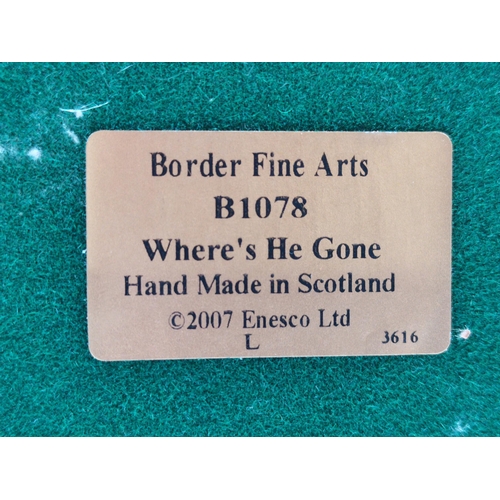 Border Fine Arts
B1078
Where's He Gone
Hand Made in Scotland
©2007 Enesco Ltd
L 3616